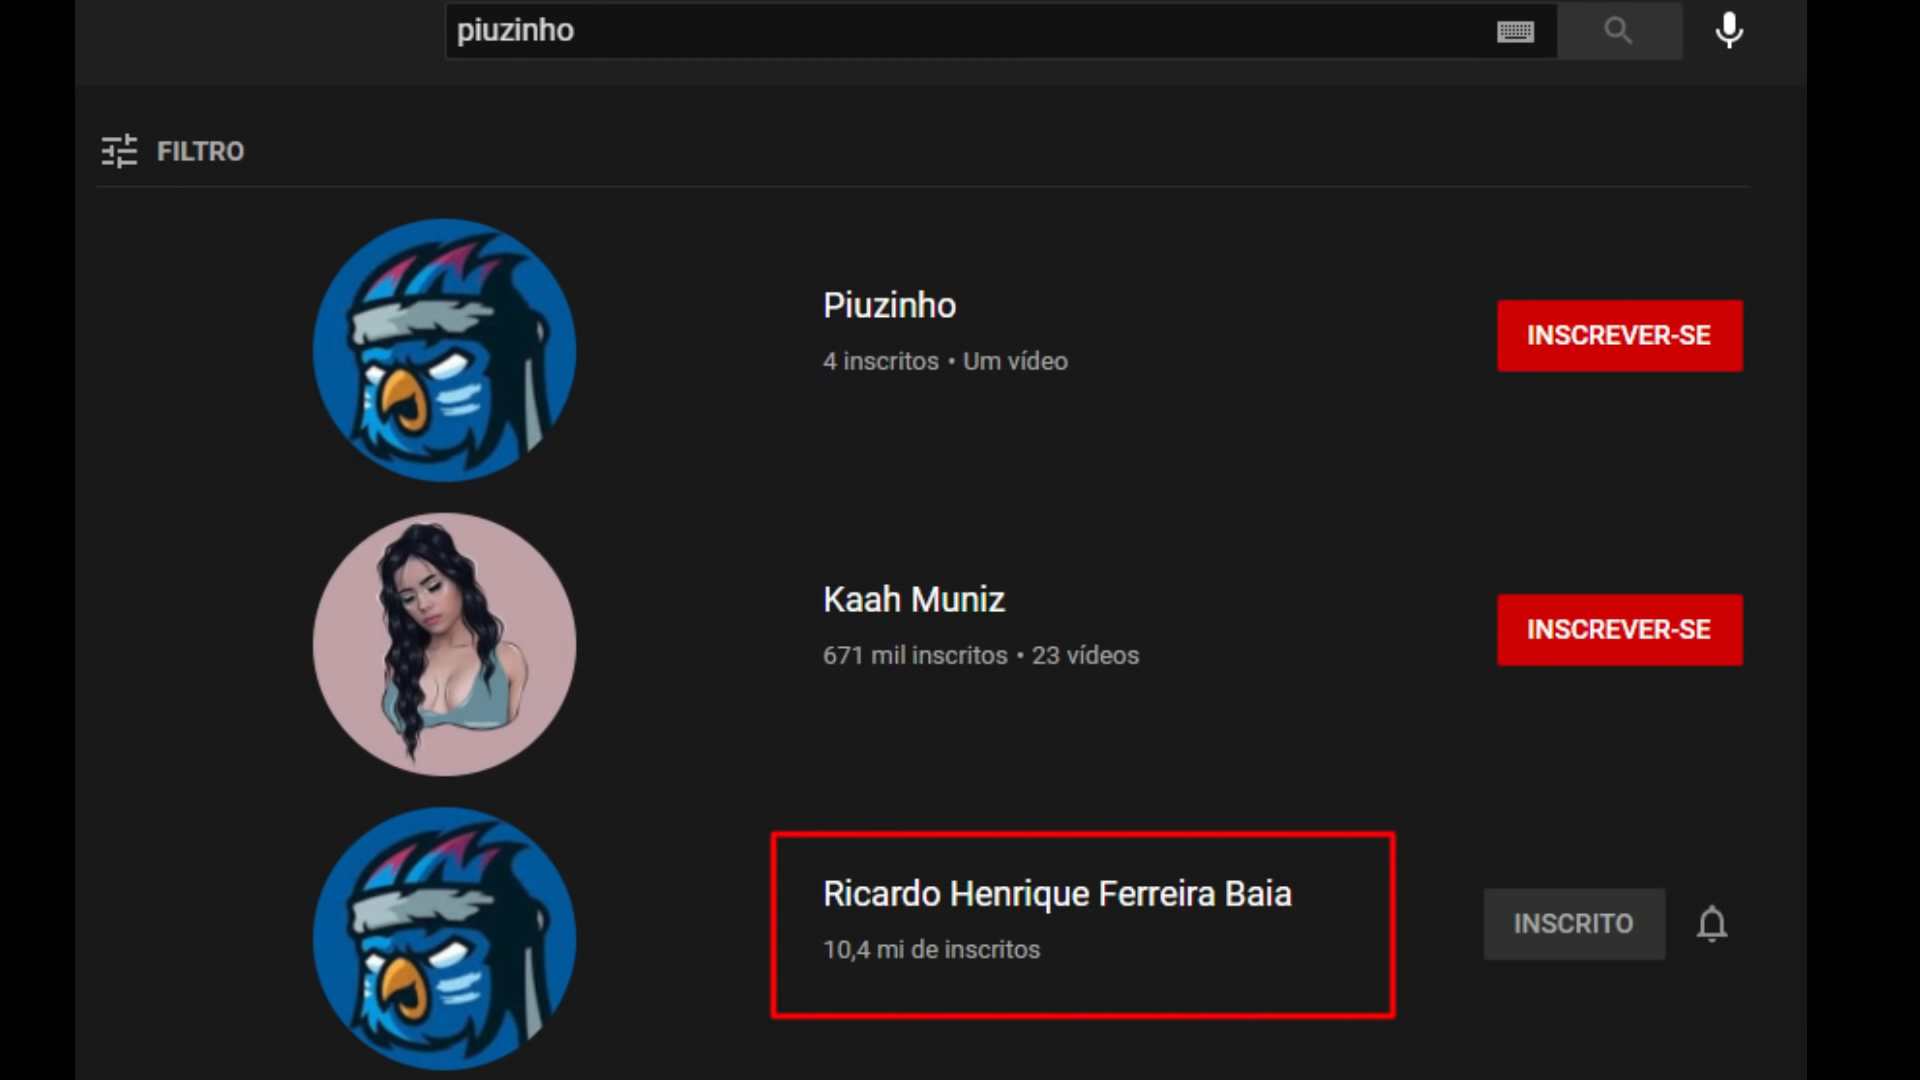 piuzinho
FILTRO
Piuzinho
4 inscritos • Um vídeo
INSCREVER-SE
Kaah Muniz
671 mil inscritos • 23 vídeos
INSCREVER-SE
Ricardo Henrique Ferreira Baia
10,4 mi de inscritos
INSCRITO